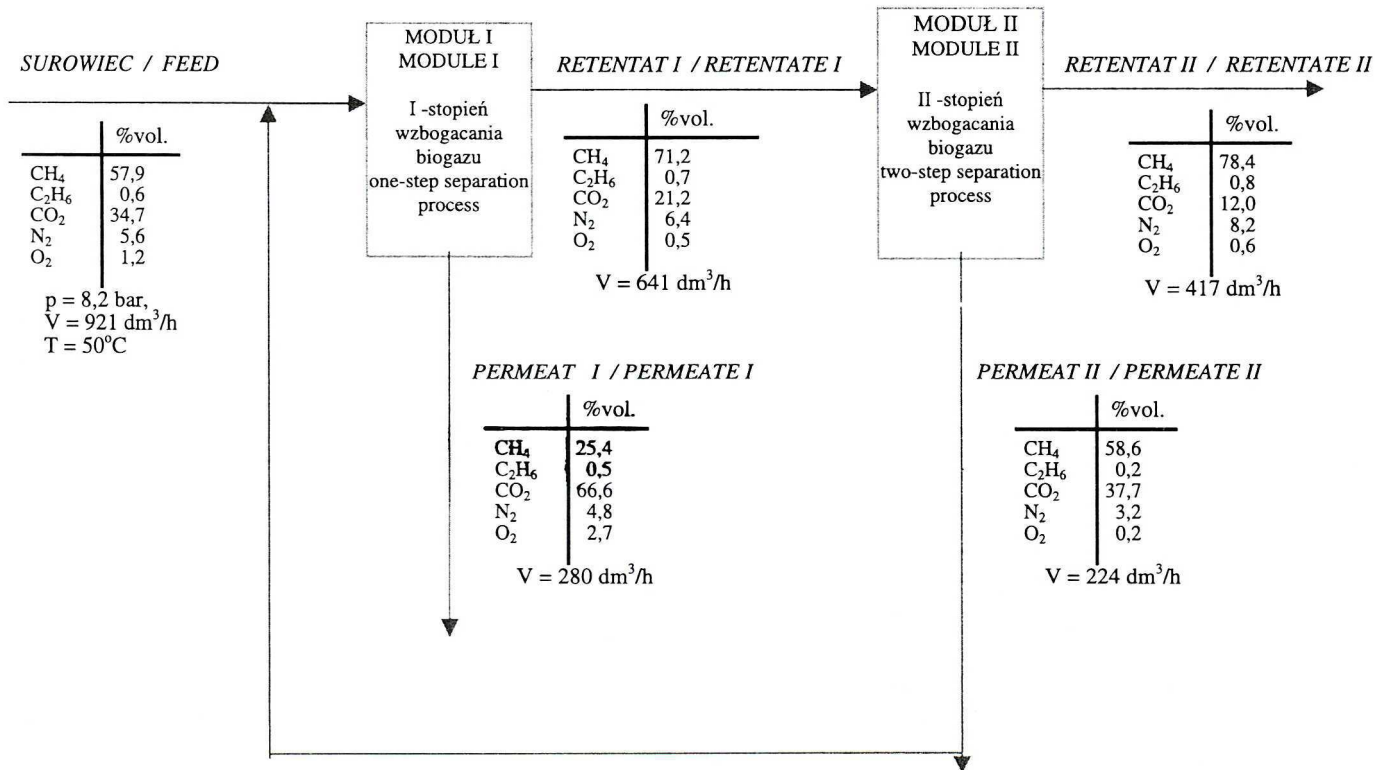 SUROWIEC / FEED
%vol.
CH₄ 57,9
C₂H₆ 0,6
CO₂ 34,7
N₂ 5,6
O₂ 1,2
p = 8,2 bar,
V = 921 dm³/h
T = 50°C
MODUŁ I
MODULE I
I -stopień
wzbogacania
biogazu
one-step separation
process
RETENTAT I / RETENTATE I
%vol.
CH₄ 71,2
C₂H₆ 0,7
CO₂ 21,2
N₂ 6,4
O₂ 0,5
V = 641 dm³/h
MODUŁ II
MODULE II
II -stopień
wzbogacania
biogazu
two-step separation
process
RETENTAT II / RETENTATE II
%vol.
CH₄ 78,4
C₂H₆ 0,8
CO₂ 12,0
N₂ 8,2
O₂ 0,6
V = 417 dm³/h
PERMEAT I / PERMEATE I
%vol.
CH₄ 25,4
C₂H₆ 0,5
CO₂ 66,6
N₂ 4,8
O₂ 2,7
V = 280 dm³/h
PERMEAT II / PERMEATE II
%vol.
CH₄ 58,6
C₂H₆ 0,2
CO₂ 37,7
N₂ 3,2
O₂ 0,2
V = 224 dm³/h